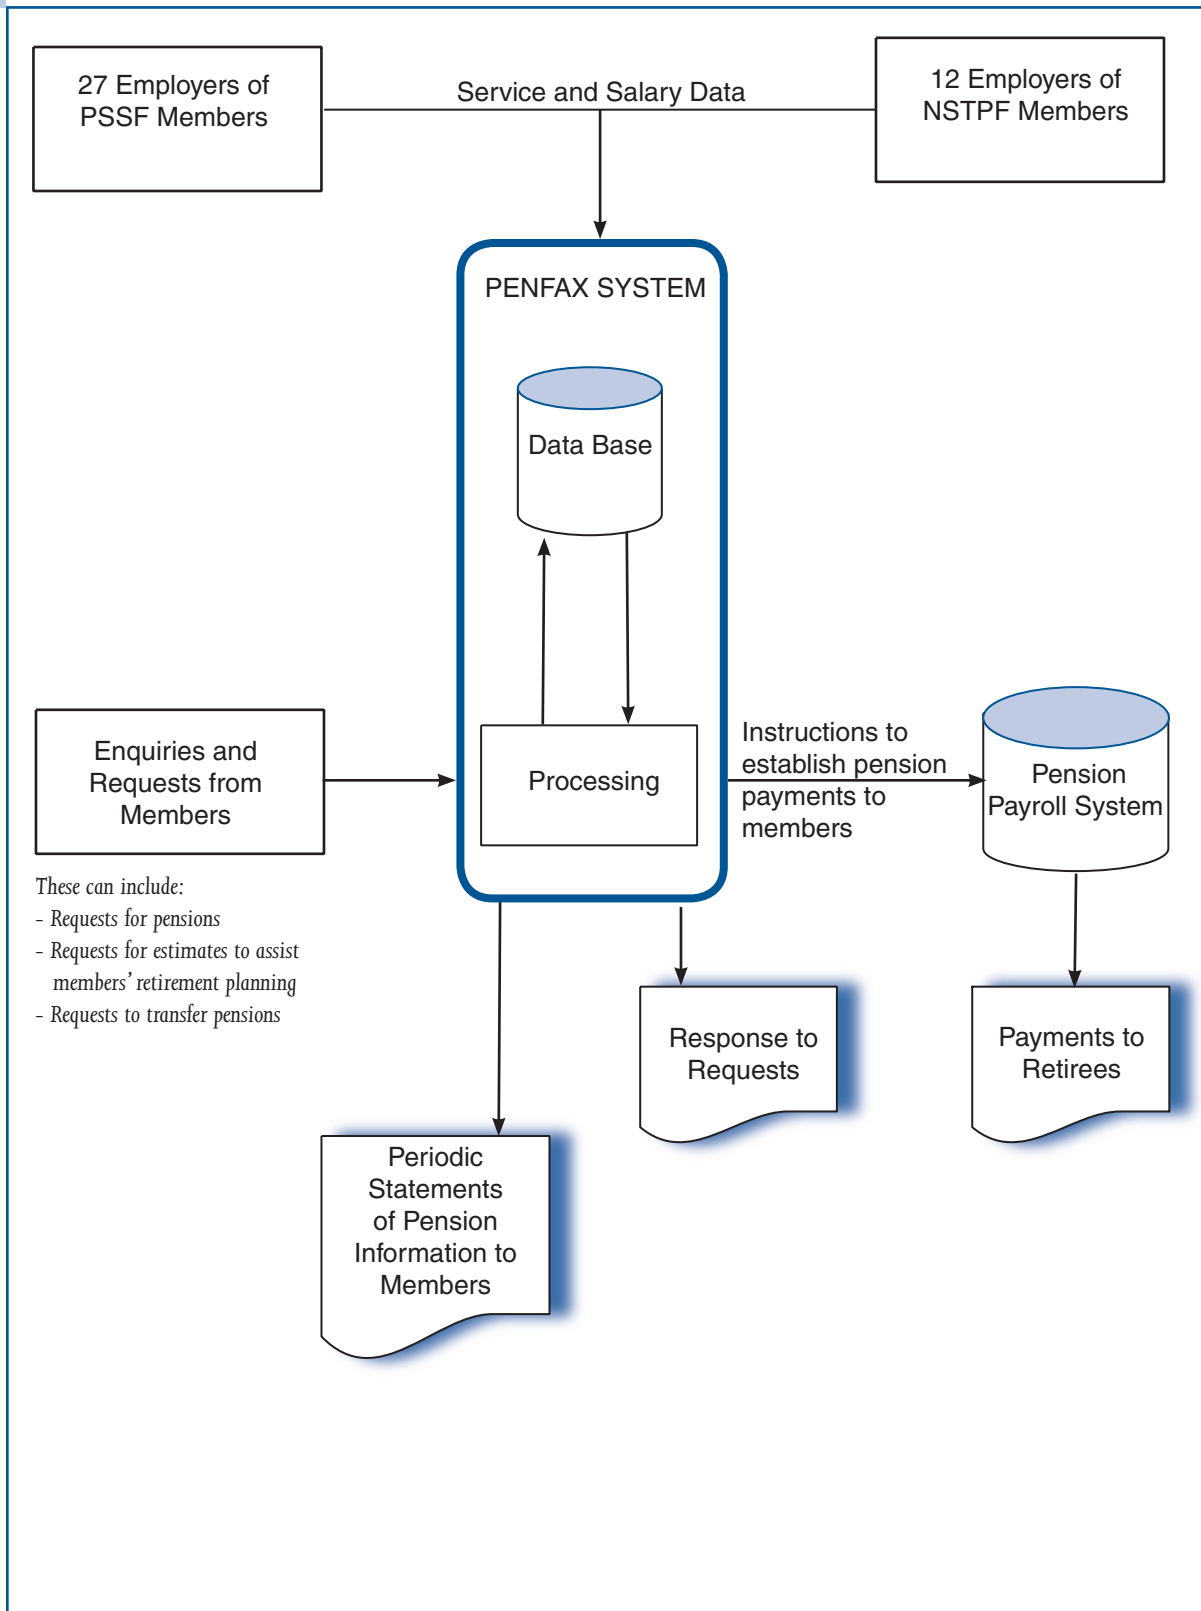 27 Employers of
PSSF Members
Service and Salary Data
12 Employers of
NSTPF Members
PENFAX SYSTEM
Data Base
Enquiries and
Requests from
Members
Processing
Instructions to
establish pension
payments to
members
Pension
Payroll System
These can include:
- Requests for pensions
- Requests for estimates to assist
members' retirement planning
- Requests to transfer pensions
Response to
Requests
Payments to
Retirees
Periodic
Statements
of Pension
Information to
Members